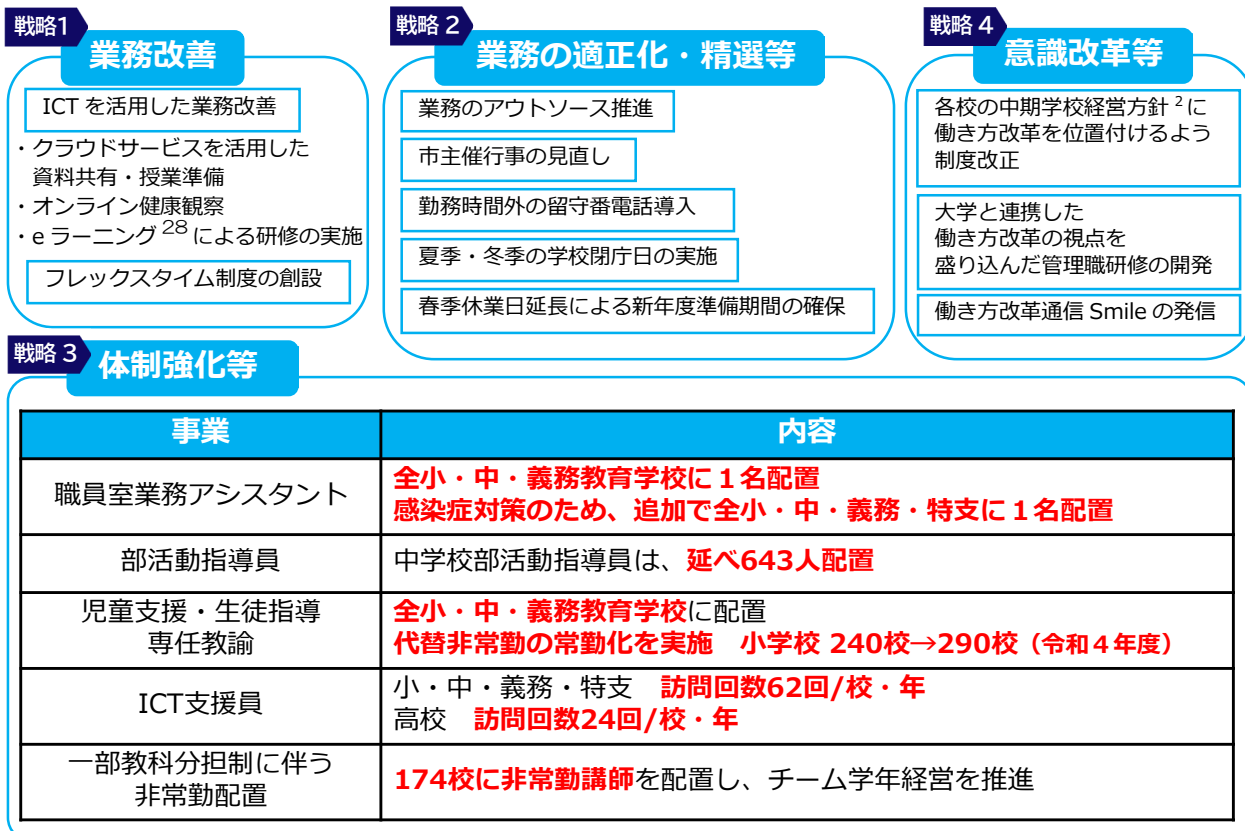 戦略1
業務改善
ICT を活用した業務改善
・クラウドサービスを活用した
資料共有・授業準備
・オンライン健康観察
・e ラーニング 28 による研修の実施
フレックスタイム制度の創設
戦略 2
業務の適正化・精選等
業務のアウトソース推進
市主催行事の見直し
勤務時間外の留守番電話導入
夏季・冬季の学校閉庁日の実施
春季休業日延長による新年度準備期間の確保
戦略 4
意識改革等
各校の中期学校経営方針 2 に
働き方改革を位置付けるよう
制度改正
大学と連携した
働き方改革の視点を
盛り込んだ管理職研修の開発
働き方改革通信 Smile の発信
戦略 3
体制強化等
事業
内容
職員室業務アシスタント
全小・中・義務教育学校に1名配置
感染症対策のため、追加で全小・中・義務・特支に1名配置
部活動指導員
中学校部活動指導員は、延べ643人配置
児童支援・生徒指導
専任教諭
全小・中・義務教育学校に配置
代替非常勤の常勤化を実施 小学校 240校→290校（令和4年度）
ICT支援員
小・中・義務・特支 訪問回数62回/校・年
高校 訪問回数24回/校・年
一部教科分担制に伴う
非常勤配置
174校に非常勤講師を配置し、チーム学年経営を推進